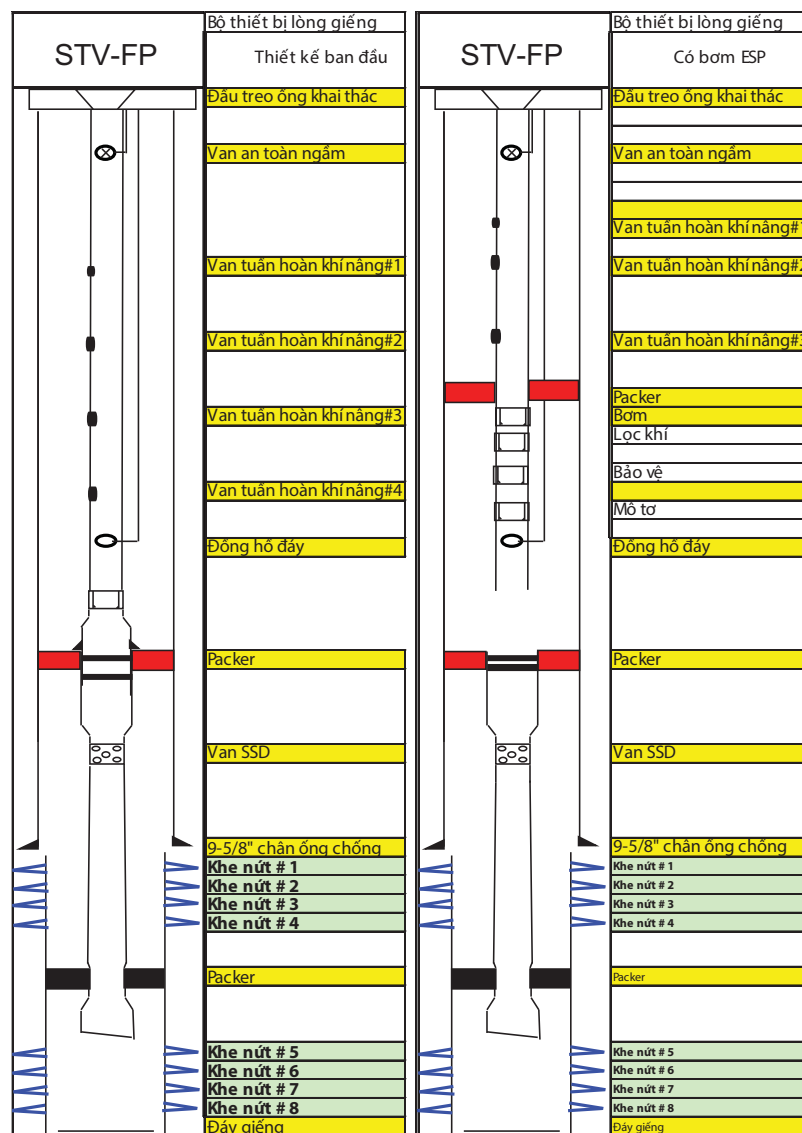 Bộ thiết bị lòng giếng
STV-FP
Thiết kế ban đầu
Đầu treo ống khai thác
Van an toàn ngầm
Van tuần hoàn khí nâng#1
Van tuần hoàn khí nâng#2
Van tuần hoàn khí nâng#3
Van tuần hoàn khí nâng#4
Đồng hồ đáy
Packer
Van SSD
9-5/8" chân ống chống
Khe nứt # 1
Khe nứt # 2
Khe nứt # 3
Khe nứt # 4
Packer
Khe nứt # 5
Khe nứt # 6
Khe nứt # 7
Khe nứt # 8
Đáy giếng
Bộ thiết bị lòng giếng
STV-FP
Có bơm ESP
Đầu treo ống khai thác
Van an toàn ngầm
Van tuần hoàn khí nâng#1
Van tuần hoàn khí nâng#2
Van tuần hoàn khí nâng#3
Packer
Bơm
Lọc khí
Bảo vệ
Mô tơ
Đồng hồ đáy
Packer
Van SSD
9-5/8" chân ống chống
Khe nứt # 1
Khe nứt # 2
Khe nứt # 3
Khe nứt # 4
Packer
Khe nứt # 5
Khe nứt # 6
Khe nứt # 7
Khe nứt # 8
Đáy giếng